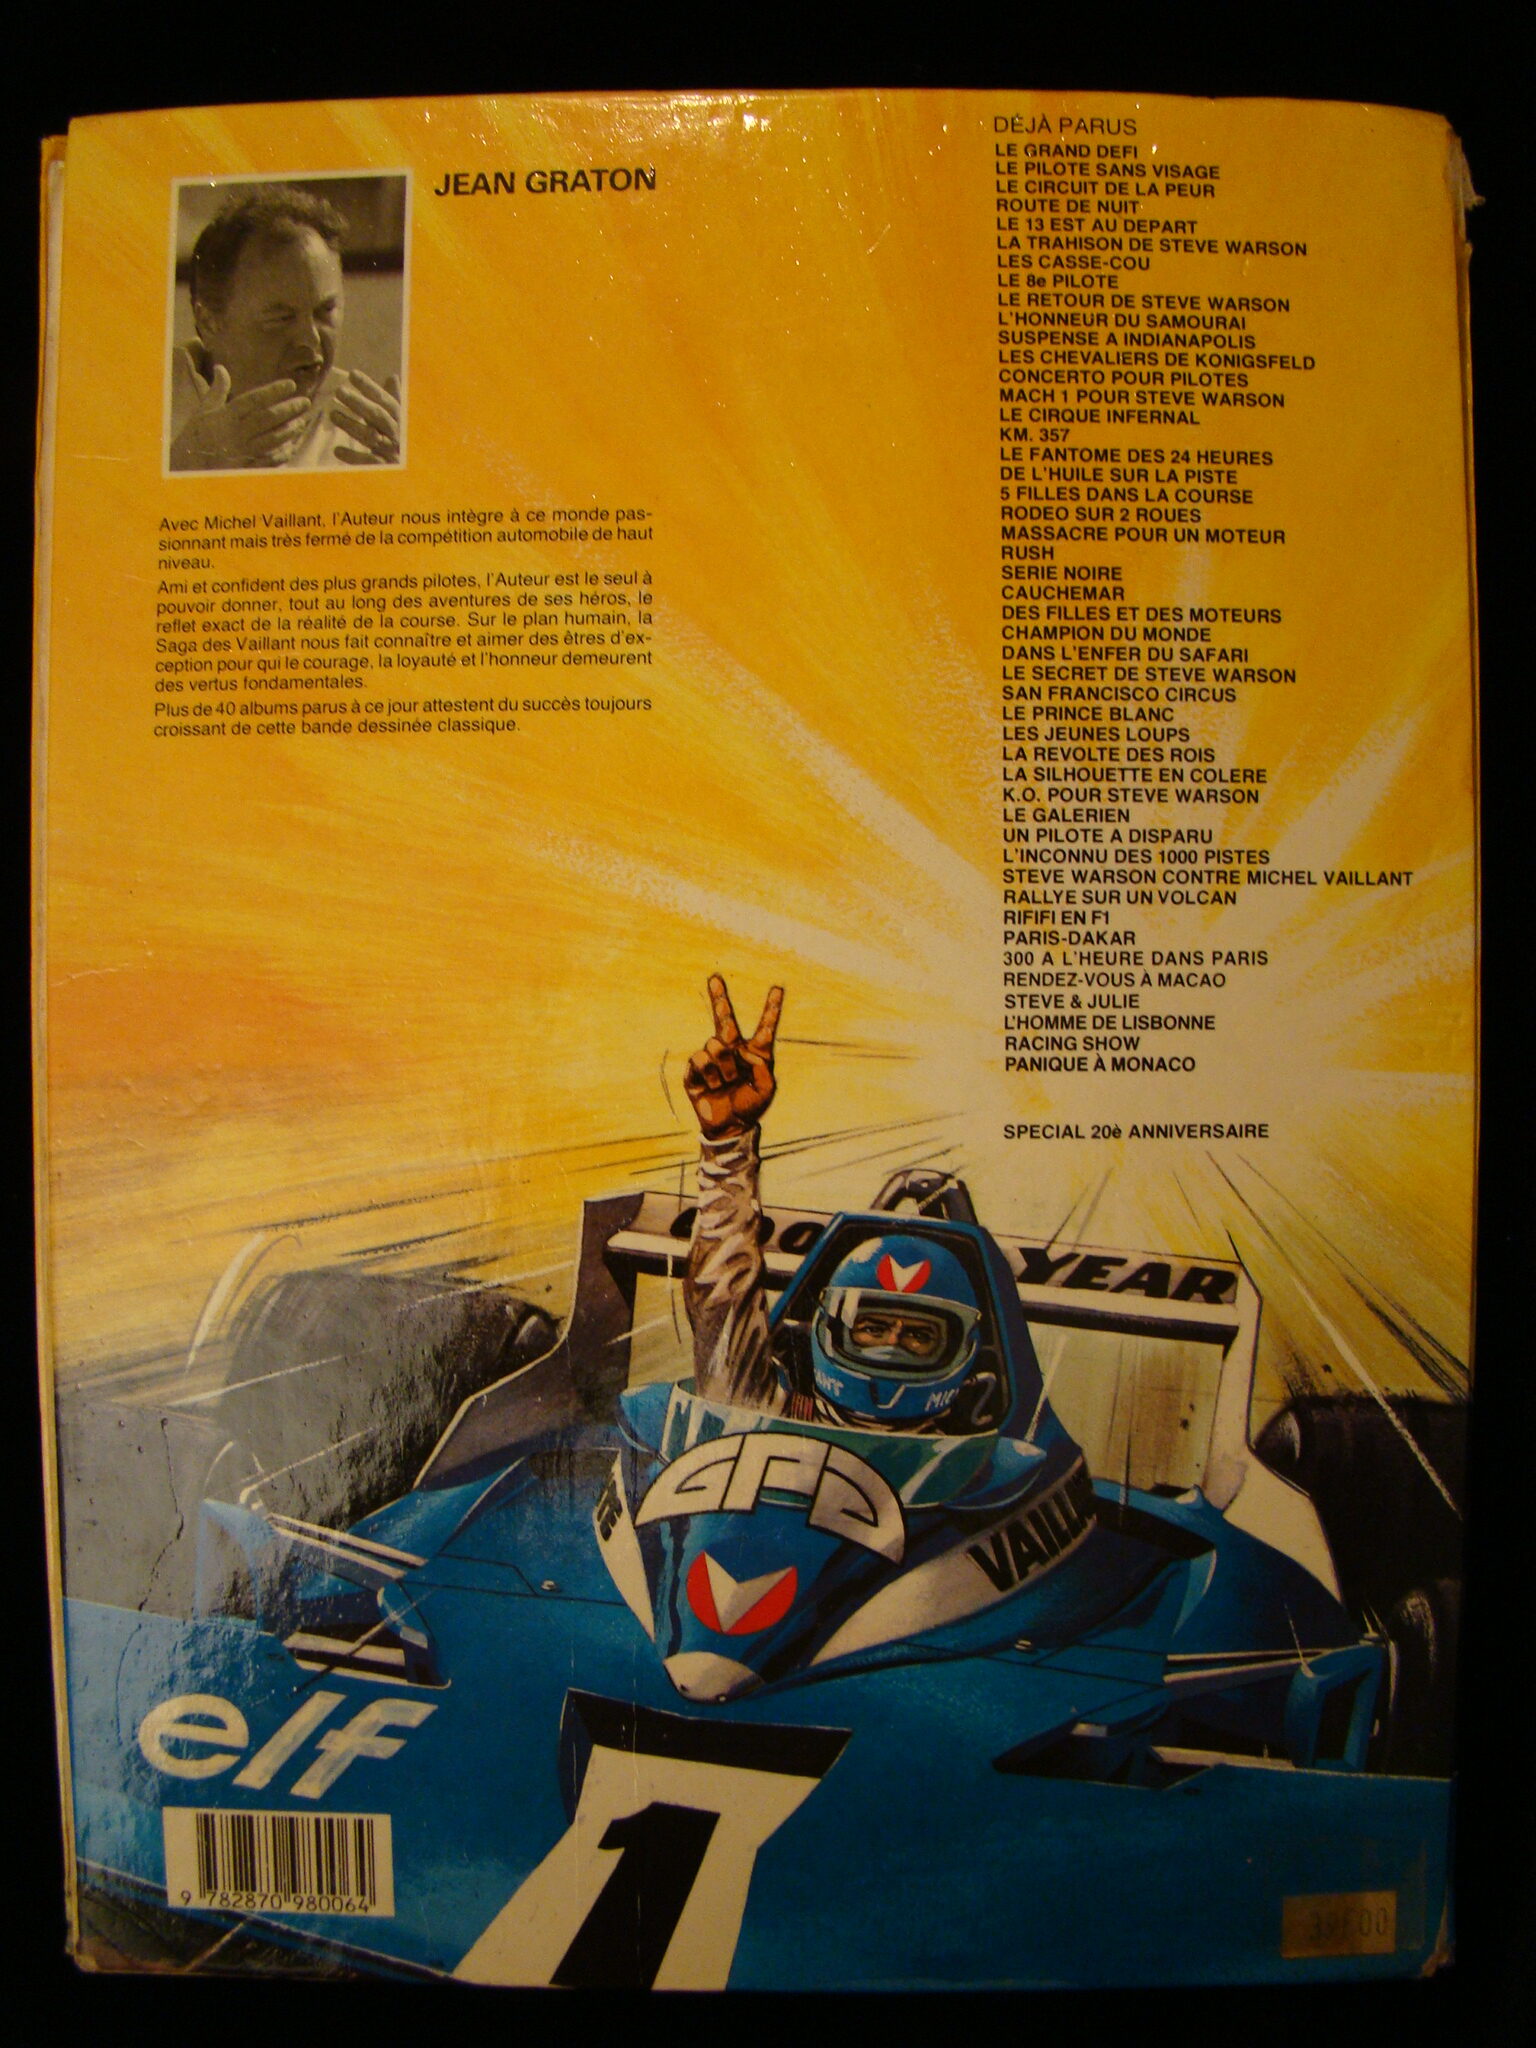 JEAN GRATON
Avec Michel Vaillant, l'Auteur nous intègre à ce monde pas-
sionnant mais très fermé de la compétition automobile de haut
niveau.
Ami et confident des plus grands pilotes, l'Auteur est le seul à
pouvoir donner, tout au long des aventures de ses héros, le
reflet exact de la réalité de la course. Sur le plan humain, la
Saga des Vaillant nous fait connaître et aimer des êtres d'ex-
ception pour qui le courage, la loyauté et l'honneur demeurent
des vertus fondamentales.
Plus de 40 albums parus à ce jour attestent du succès toujours
croissant de cette bande dessinée classique.
DÉJÀ PARUS
LE GRAND DEFI
LE PILOTE SANS VISAGE
LE CIRCUIT DE LA PEUR
ROUTE DE NUIT
LE 13 EST AU DEPART
LA TRAHISON DE STEVE WARSON
LES CASSE-COU
LE 8e PILOTE
LE RETOUR DE STEVE WARSON
L'HONNEUR DU SAMOURAI
SUSPENSE A INDIANAPOLIS
LES CHEVALIERS DE KONIGSFELD
CONCERTO POUR PILOTES
MACH 1 POUR STEVE WARSON
LE CIRQUE INFERNAL
KM. 357
LE FANTOME DES 24 HEURES
DE L'HUILE SUR LA PISTE
5 FILLES DANS LA COURSE
RODEO SUR 2 ROUES
MASSACRE POUR UN MOTEUR
RUSH
SERIE NOIRE
CAUCHEMAR
DES FILLES ET DES MOTEURS
CHAMPION DU MONDE
DANS L'ENFER DU SAFARI
LE SECRET DE STEVE WARSON
SAN FRANCISCO CIRCUS
LE PRINCE BLANC
LES JEUNES LOUPS
LA REVOLTE DES ROIS
LA SILHOUETTE EN COLERE
K.O. POUR STEVE WARSON
LE GALERIEN
UN PILOTE A DISPARU
L'INCONNU DES 1000 PISTES
STEVE WARSON CONTRE MICHEL VAILLANT
RALLYE SUR UN VOLCAN
RIFIFI EN F1
PARIS-DAKAR
300 A L'HEURE DANS PARIS
RENDEZ-VOUS À MACAO
STEVE & JULIE
L'HOMME DE LISBONNE
RACING SHOW
PANIQUE À MONACO
SPECIAL 20è ANNIVERSAIRE
YEAR
VAILLA
elf
1
9 782870 980064